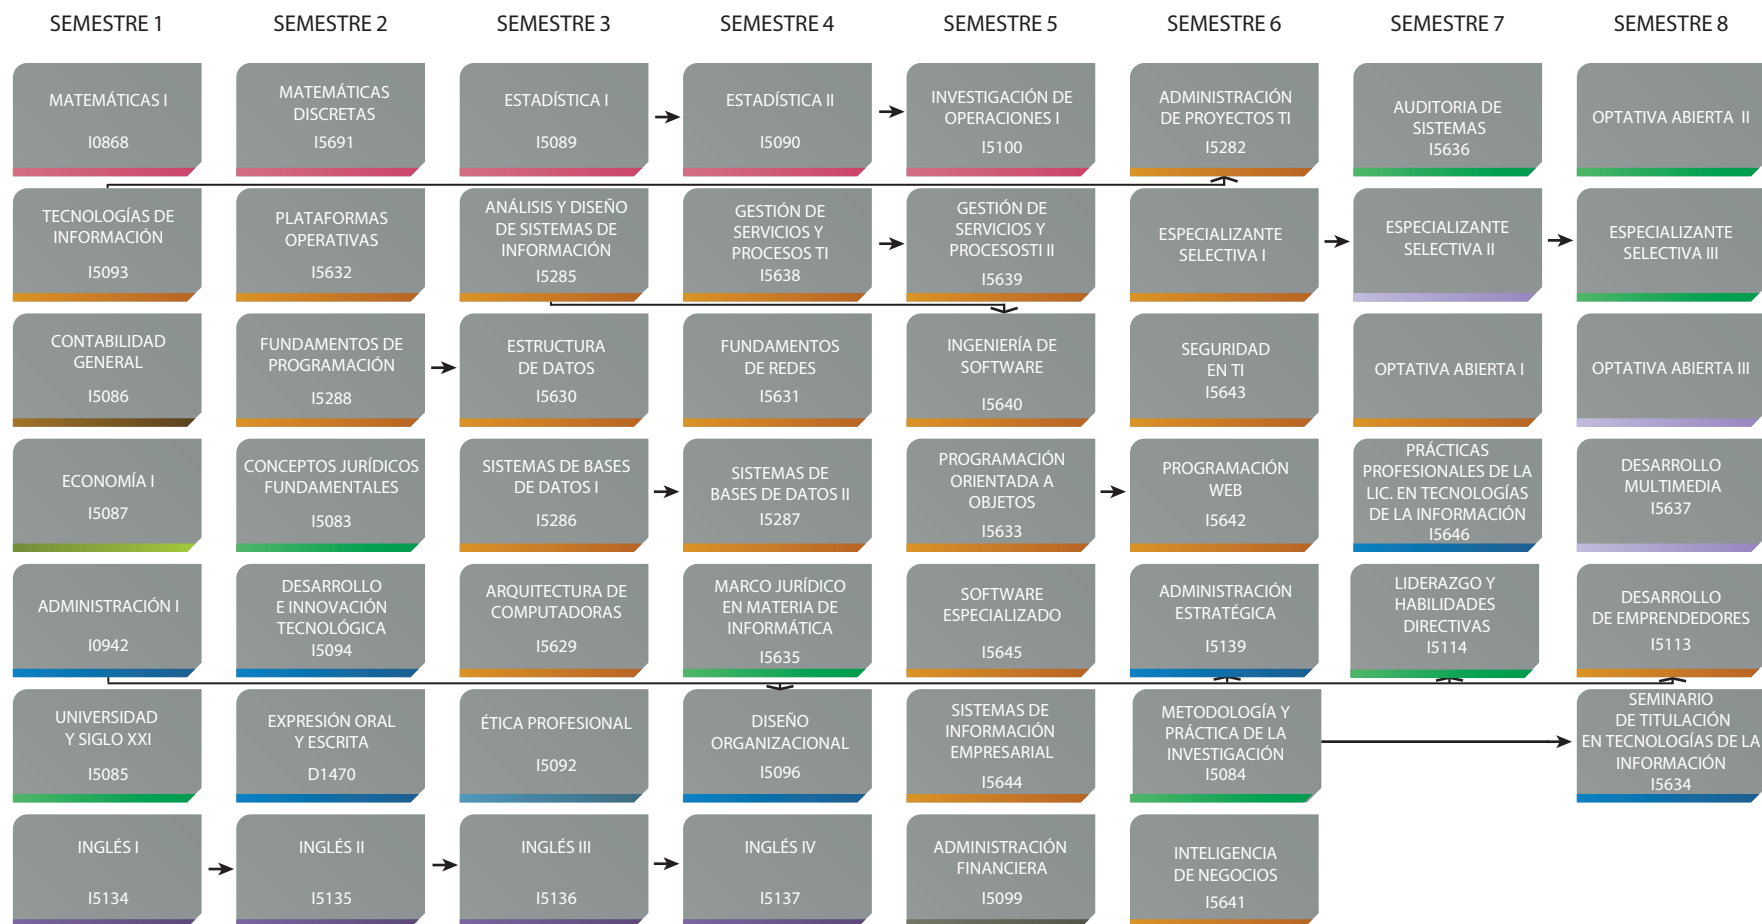 SEMESTRE 1
SEMESTRE 2
SEMESTRE 3
SEMESTRE 4
SEMESTRE 5
SEMESTRE 6
SEMESTRE 7
SEMESTRE 8
MATEMÁTICAS I
I0868
MATEMÁTICAS
DISCRETAS
I5691
ESTADÍSTICA I
I5089
ESTADÍSTICA II
I5090
INVESTIGACIÓN DE
OPERACIONES I
I5100
ADMINISTRACIÓN
DE PROYECTOS TI
I5282
AUDITORIA DE
SISTEMAS
I5636
OPTATIVA ABIERTA II
TECNOLOGÍAS DE
INFORMACIÓN
I5093
PLATAFORMAS
OPERATIVAS
I5632
ANÁLISIS Y DISEÑO
DE SISTEMAS DE
INFORMACIÓN
I5285
GESTIÓN DE
SERVICIOS Y
PROCESOS TI
I5638
GESTIÓN DE
SERVICIOS Y
PROCESOSTI II
I5639
ESPECIALIZANTE
SELECTIVA I
ESPECIALIZANTE
SELECTIVA II
ESPECIALIZANTE
SELECTIVA III
CONTABILIDAD
GENERAL
I5086
FUNDAMENTOS DE
PROGRAMACIÓN
I5288
ESTRUCTURA
DE DATOS
I5630
FUNDAMENTOS
DE REDES
I5631
INGENIERÍA DE
SOFTWARE
I5640
SEGURIDAD
EN TI
I5643
OPTATIVA ABIERTA I
OPTATIVA ABIERTA III
ECONOMÍA I
I5087
CONCEPTOS JURÍDICOS
FUNDAMENTALES
I5083
SISTEMAS DE BASES
DE DATOS I
I5286
SISTEMAS DE
BASES DE DATOS II
I5287
PROGRAMACIÓN
ORIENTADA A
OBJETOS
I5633
PROGRAMACIÓN
WEB
I5642
PRÁCTICAS
PROFESIONALES DE LA
LIC. EN TECNOLOGÍAS
DE LA INFORMACIÓN
I5646
DESARROLLO
MULTIMEDIA
I5637
ADMINISTRACIÓN I
I0942
DESARROLLO
E INNOVACIÓN
TECNOLÓGICA
I5094
ARQUITECTURA DE
COMPUTADORAS
I5629
MARCO JURÍDICO
EN MATERIA DE
INFORMÁTICA
I5635
SOFTWARE
ESPECIALIZADO
I5645
ADMINISTRACIÓN
ESTRATÉGICA
I5139
LIDERAZGO Y
HABILIDADES
DIRECTIVAS
I5114
DESARROLLO
DE EMPRENDEDORES
I5113
UNIVERSIDAD
Y SIGLO XXI
I5085
EXPRESIÓN ORAL
Y ESCRITA
D1470
ÉTICA PROFESIONAL
I5092
DISEÑO
ORGANIZACIONAL
I5096
SISTEMAS DE
INFORMACIÓN
EMPRESARIAL
I5644
METODOLOGÍA Y
PRÁCTICA DE LA
INVESTIGACIÓN
I5084
SEMINARIO
DE TITULACIÓN
EN TECNOLOGÍAS DE LA
INFORMACIÓN
I5634
INGLÉS I
I5134
INGLÉS II
I5135
INGLÉS III
I5136
INGLÉS IV
I5137
ADMINISTRACIÓN
FINANCIERA
I5099
INTELIGENCIA
DE NEGOCIOS
I5641